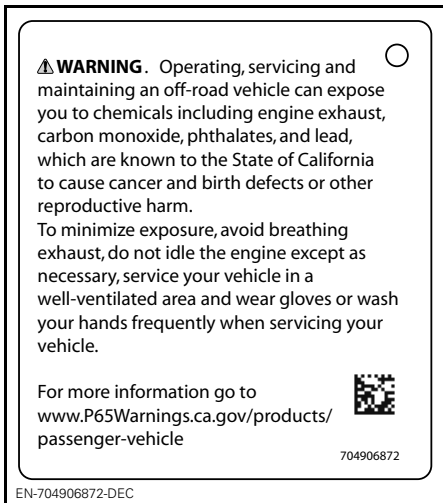 ⚠ WARNING. Operating, servicing and
maintaining an off-road vehicle can expose
you to chemicals including engine exhaust,
carbon monoxide, phthalates, and lead,
which are known to the State of California
to cause cancer and birth defects or other
reproductive harm.
To minimize exposure, avoid breathing
exhaust, do not idle the engine except as
necessary, service your vehicle in a
well-ventilated area and wear gloves or wash
your hands frequently when servicing your
vehicle.
For more information go to
www.P65Warnings.ca.gov/products/
passenger-vehicle
704906872
EN-704906872-DEC